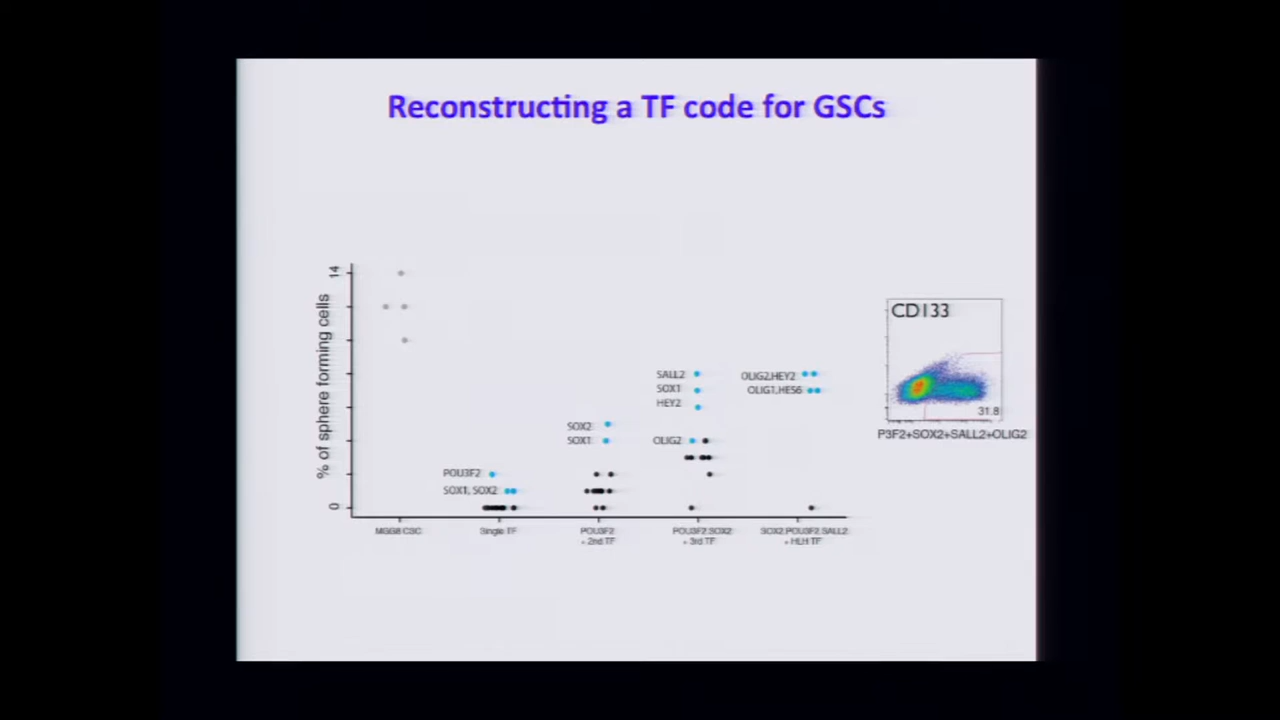 Reconstructing a TF code for GSCs
% of sphere forming cells
14
0
SALL2
SOX1
HEY2
OLIG2,HEY2
OLIG1,HES6
SOX2
SOX1
OLIG2
POU3F2
SOX1, SOX2
MGG8 CSC
Single TF
POU3F2
+ 2nd TF
POU3F2 SOX2
+ 3rd TF
SOX2 POU3F2 SALL2
+ HLH TF
CD133
31.8
P3F2+SOX2+SALL2+OLIG2